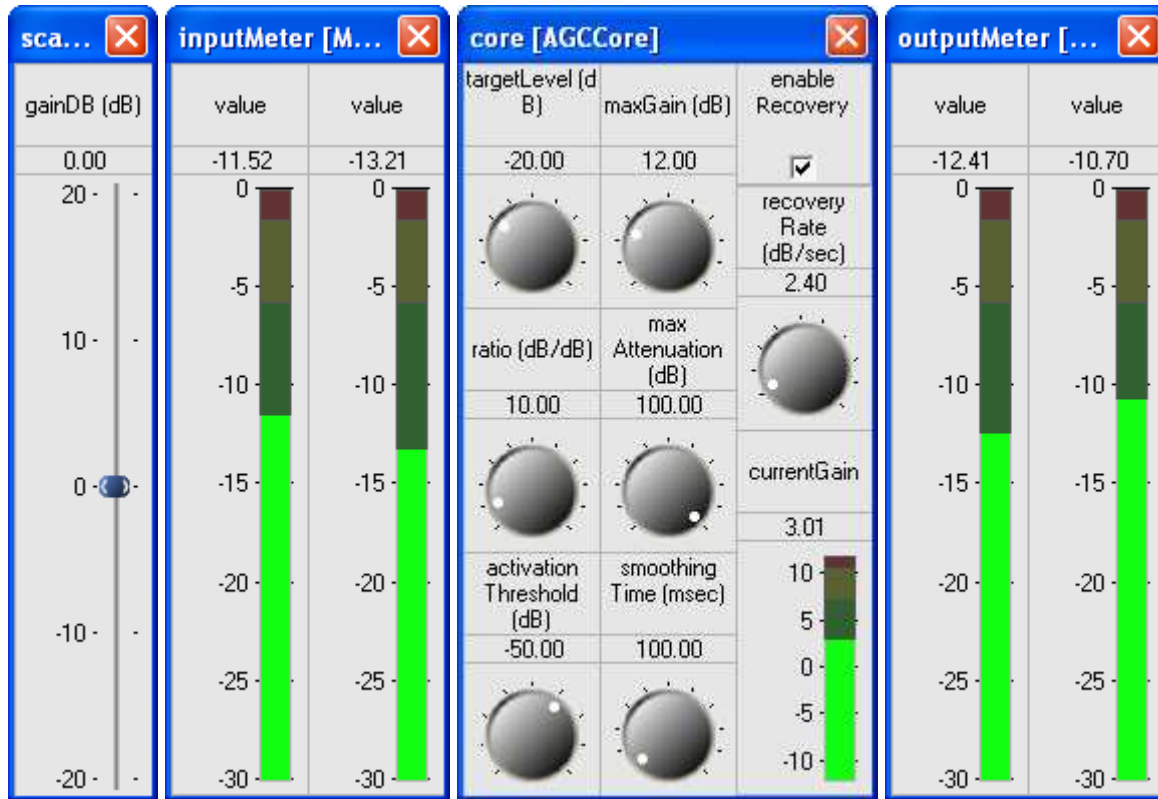 sca...
gainDB (dB)
0.00
20
10
0
-10
-20
inputMeter [M...
value
value
-11.52
-13.21
0
0
-5
-5
-10
-10
-15
-15
-20
-20
-25
-25
-30
-30
core [AGCCore]
targetLevel (d
B)
-20.00
maxGain (dB)
12.00
enable
Recovery
recovery
Rate
(dB/sec)
2.40
ratio (dB/dB)
10.00
max
Attenuation
(dB)
100.00
currentGain
3.01
10
5
0
-5
-10
activation
Threshold
(dB)
-50.00
smoothing
Time (msec)
100.00
outputMeter [...
value
value
-12.41
-10.70
0
0
-5
-5
-10
-10
-15
-15
-20
-20
-25
-25
-30
-30